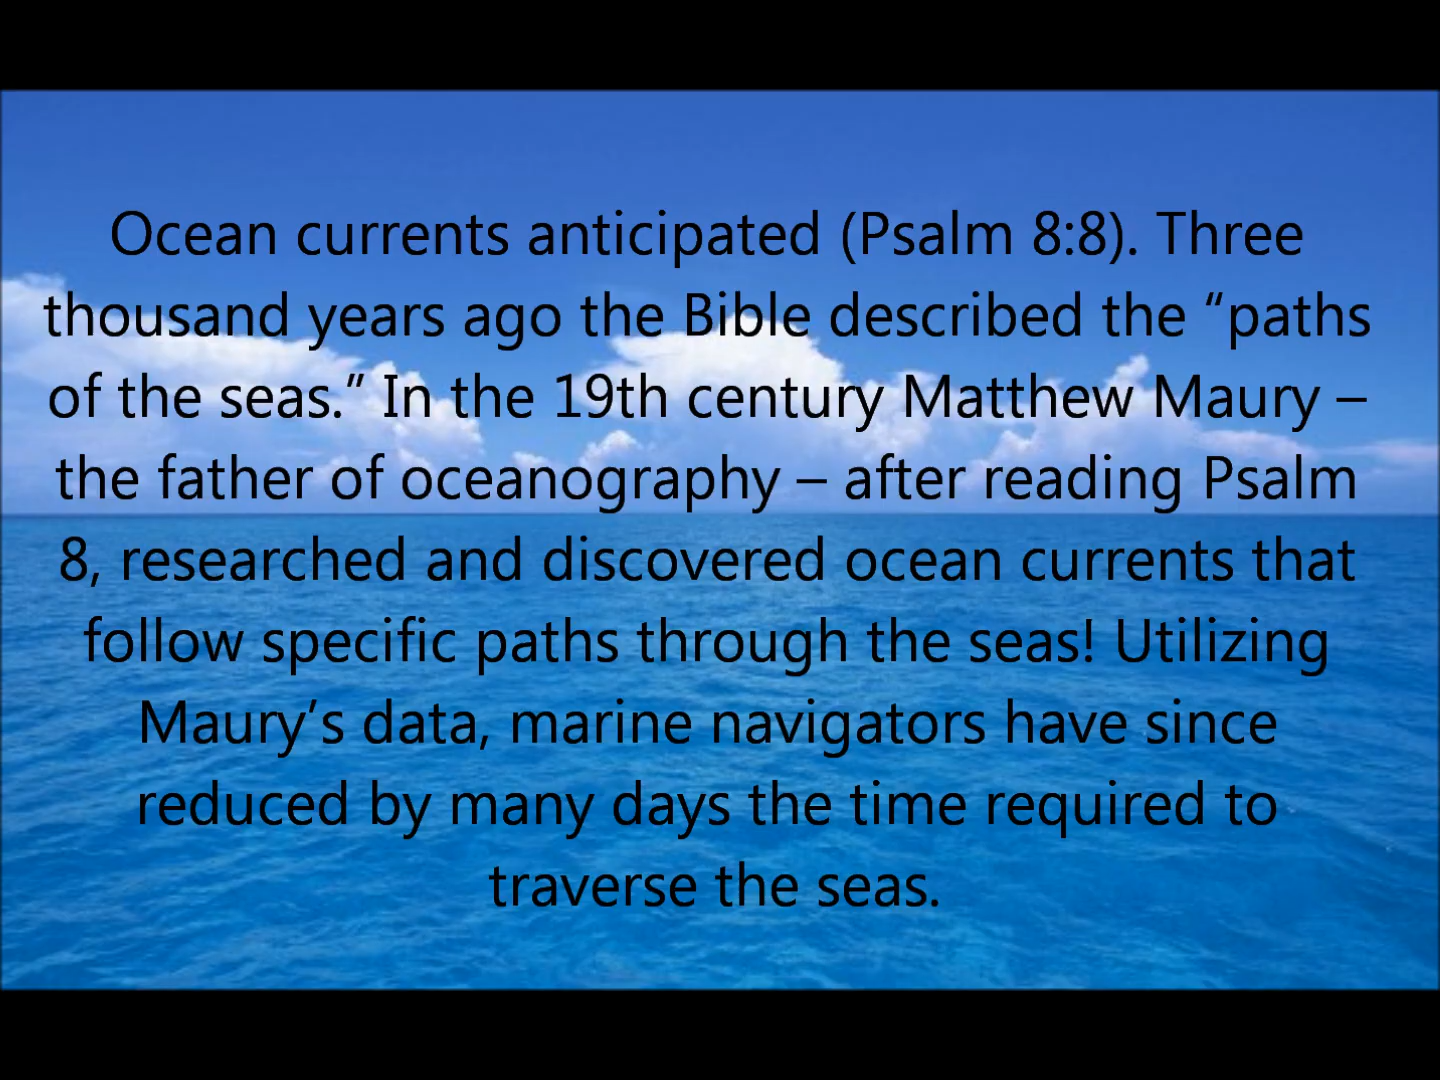 Ocean currents anticipated (Psalm 8:8). Three
thousand years ago the Bible described the “paths
of the seas.” In the 19th century Matthew Maury –
the father of oceanography – after reading Psalm
8, researched and discovered ocean currents that
follow specific paths through the seas! Utilizing
Maury’s data, marine navigators have since
reduced by many days the time required to
traverse the seas.